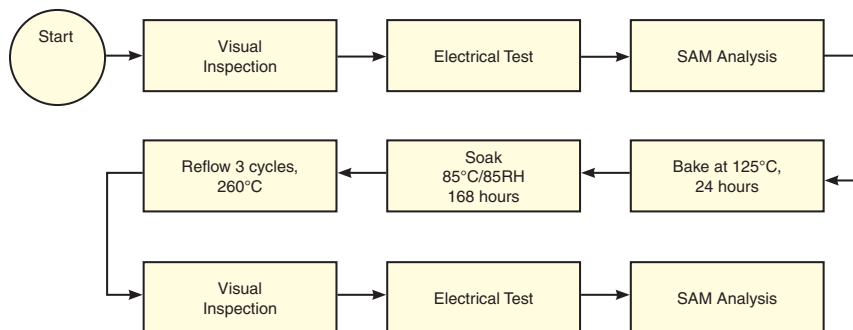 Start
Visual
Inspection
Electrical Test
SAM Analysis
Bake at 125°C,
24 hours
Soak
85°C/85RH
168 hours
Reflow 3 cycles,
260°C
Visual
Inspection
Electrical Test
SAM Analysis